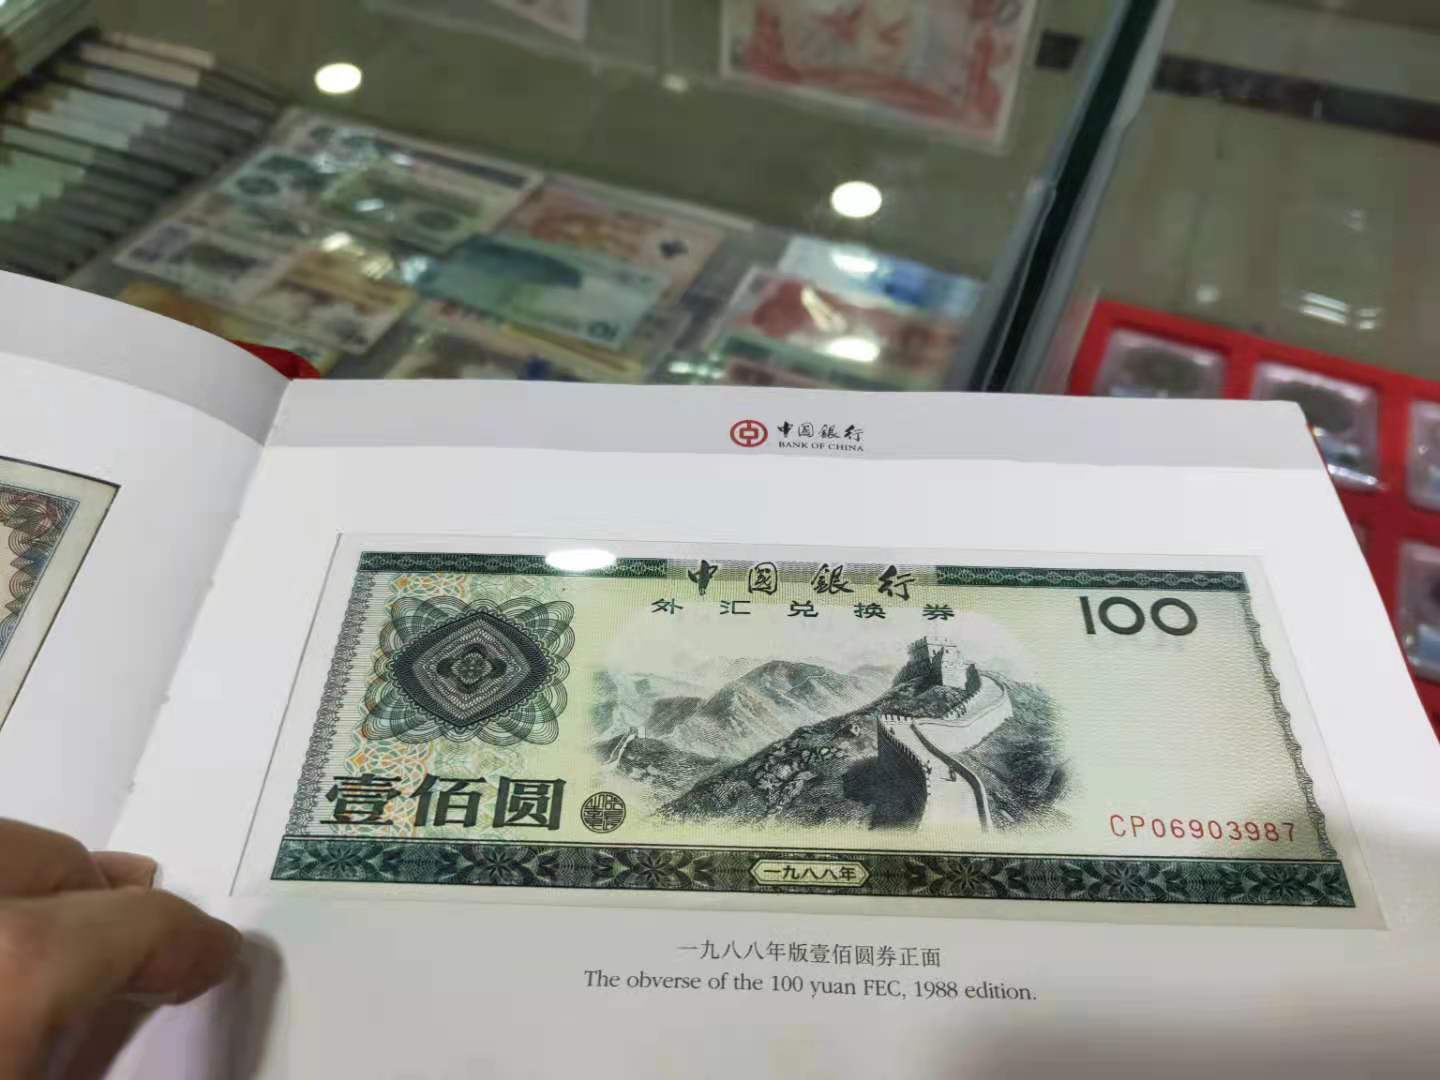 中国銀行
BANK OF CHINA
中国銀行
外汇兑换券
100
壹佰圆
CP06903987
一九八八年
一九八八年版壹佰圆券正面
The obverse of the 100 yuan FEC, 1988 edition.